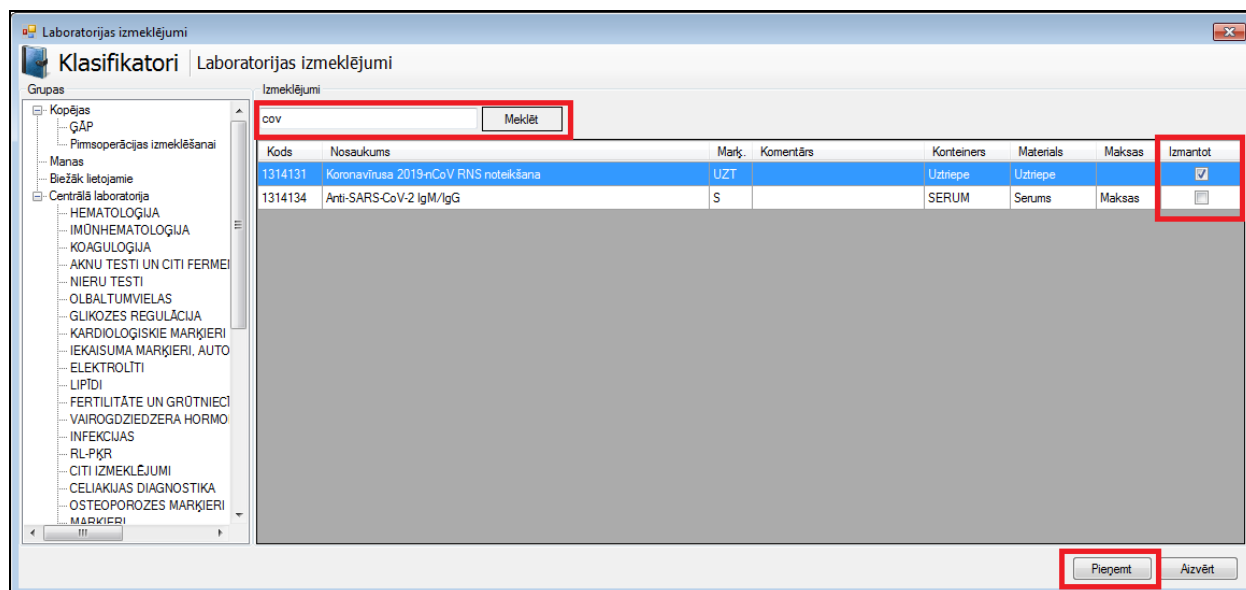 Laboratorijas izmeklējumi
Klasifikatori Laboratorijas izmeklējumi
Grupas
Kopējas
ĢĀP
Pirmsoperācijas izmeklēšanai
Manas
Biežāk lietojamie
Centrālā laboratorija
HEMATOLOĢIJA
IMŪNHEMATOLOĢIJA
KOAGULOĢIJA
AKNU TESTI UN CITI FERMEI
NIERU TESTI
OLBALTUMVIELAS
GLIKOZES REGULĀCIJA
KARDIOLOĢISKIE MARĶIERI
IEKAISUMA MARĶIERI, AUTO
ELEKTROLĪTI
LIPĪDI
FERTILITĀTE UN GRŪTNIECĪ
VAIROGDZIEDZERA HORMO
INFEKCIJAS
RL-PĶR
CITI IZMEKLĒJUMI
CELIAKIJAS DIAGNOSTIKA
OSTEOPOROZES MARĶIERI
MARĶIERI
Izmeklējumi
cov Meklēt
Kods Nosaukums Marķ. Komentārs Konteiners Materials Maksas Izmantot
1314131 Koronavīrusa 2019-nCoV RNS noteikšana UZT Uztriepe Uztriepe
1314134 Anti-SARS-CoV-2 IgM/IgG S SERUM Serums Maksas
Pieņemt Aizvērt